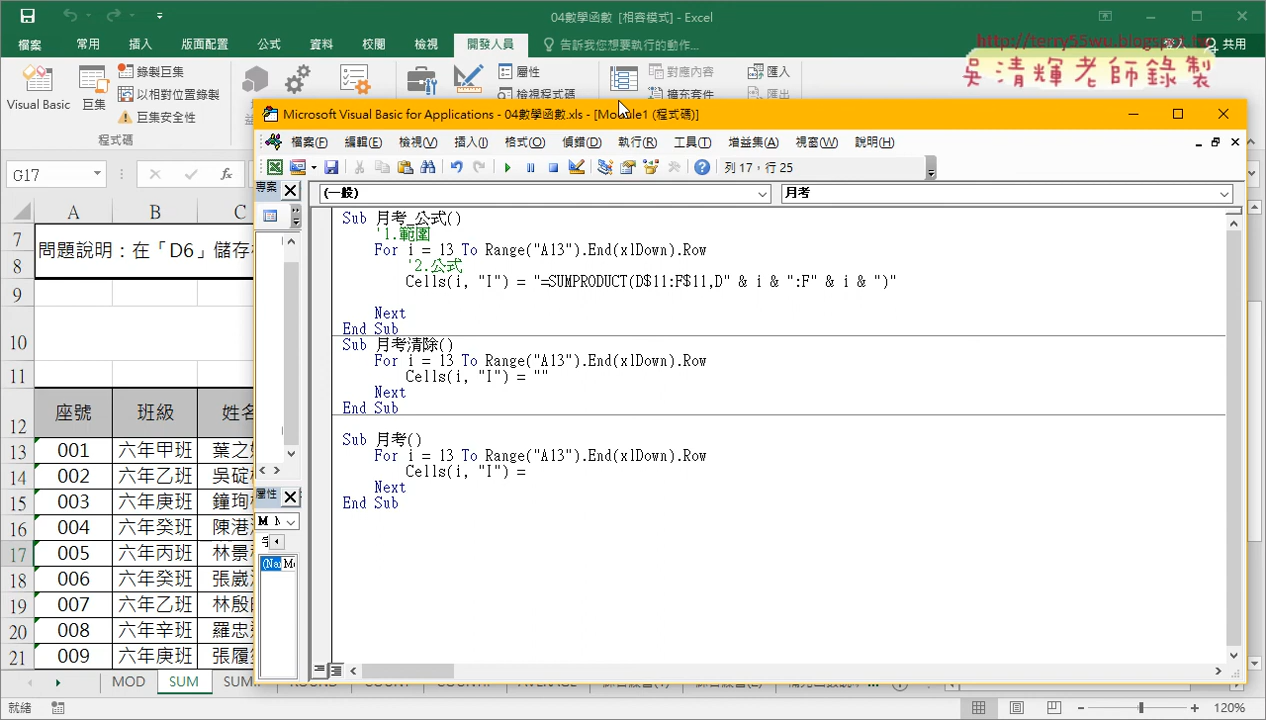 04數學函數 [相容模式] - Excel
檔案 常用 插入 版面配置 公式 資料 校閱 檢視 開發人員 告訴我您想要執行的動作... 登入 共用
http://terry55wu.blogspot.tw
吳清輝老師錄製
Visual Basic 巨集 錄製巨集 以相對位置錄製 巨集安全性
屬性 檢視程式碼 對應內容 擴充套件 匯入 匯出
程式碼
G17
Microsoft Visual Basic for Applications - 04數學函數.xls - [Module1 (程式碼)]
檔案(F) 編輯(E) 檢視(V) 插入(I) 格式(O) 偵錯(D) 執行(R) 工具(T) 增益集(A) 視窗(W) 說明(H)
列 17，行 25
專案
(一般) 月考
Sub 月考_公式()
'1.範圍
For i = 13 To Range("A13").End(xlDown).Row
'2.公式
Cells(i, "I") = "=SUMPRODUCT(D$11:F$11,D" & i & ":F" & i & ")"
Next
End Sub
Sub 月考清除()
For i = 13 To Range("A13").End(xlDown).Row
Cells(i, "I") = ""
Next
End Sub
Sub 月考()
For i = 13 To Range("A13").End(xlDown).Row
Cells(i, "I") =
Next
End Sub
屬性
(Na Mo
A B C
7 問題說明：在「D6」儲存
8
9
10
11
12 座號 班級 姓名
13 001 六年甲班 葉之
14 002 六年乙班 吳碇
15 003 六年庚班 鐘珣
16 004 六年癸班 陳港
17 005 六年丙班 林景
18 006 六年癸班 張崴
19 007 六年乙班 林殷
20 008 六年辛班 羅忠
21 009 六年庚班 張履
MOD SUM SUM
就緒 120%